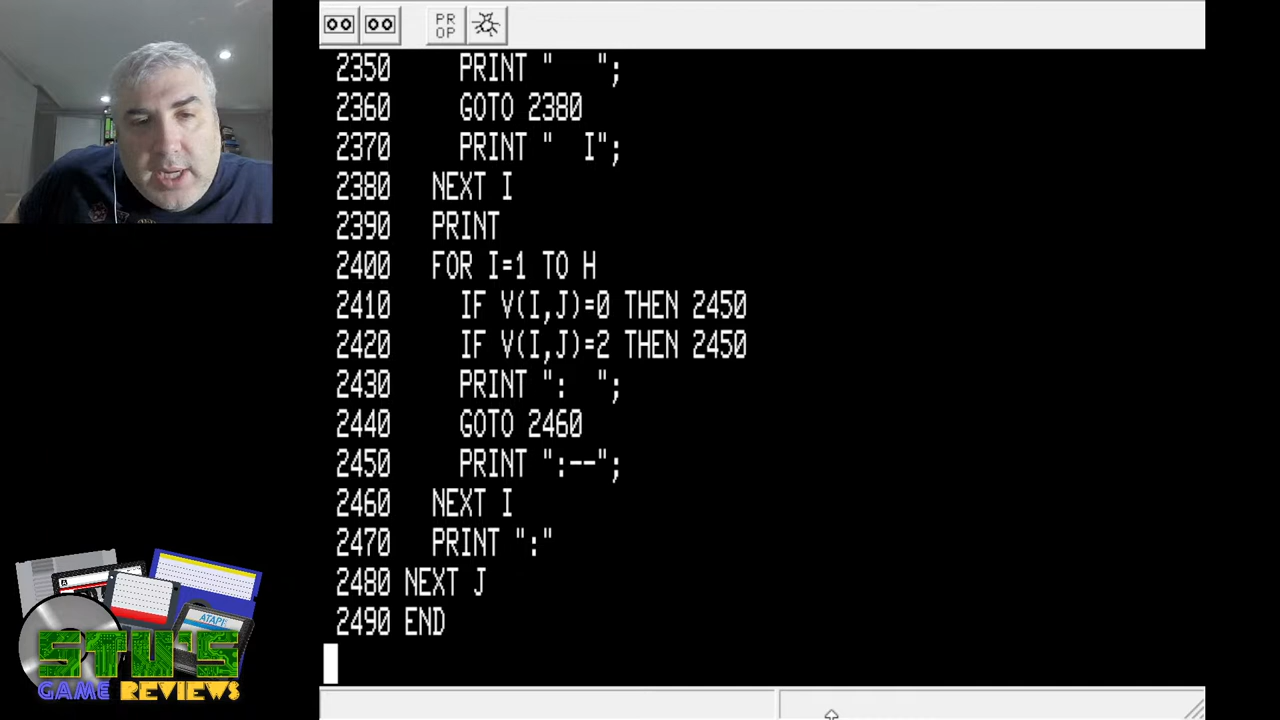 PR
OP
2350 PRINT "   ";
2360 GOTO 2380
2370 PRINT "  I";
2380 NEXT I
2390 PRINT
2400 FOR I=1 TO H
2410 IF V(I,J)=0 THEN 2450
2420 IF V(I,J)=2 THEN 2450
2430 PRINT ":  ";
2440 GOTO 2460
2450 PRINT ":--";
2460 NEXT I
2470 PRINT ":"
2480 NEXT J
2490 END
ATARI
STU'S
GAME REVIEWS